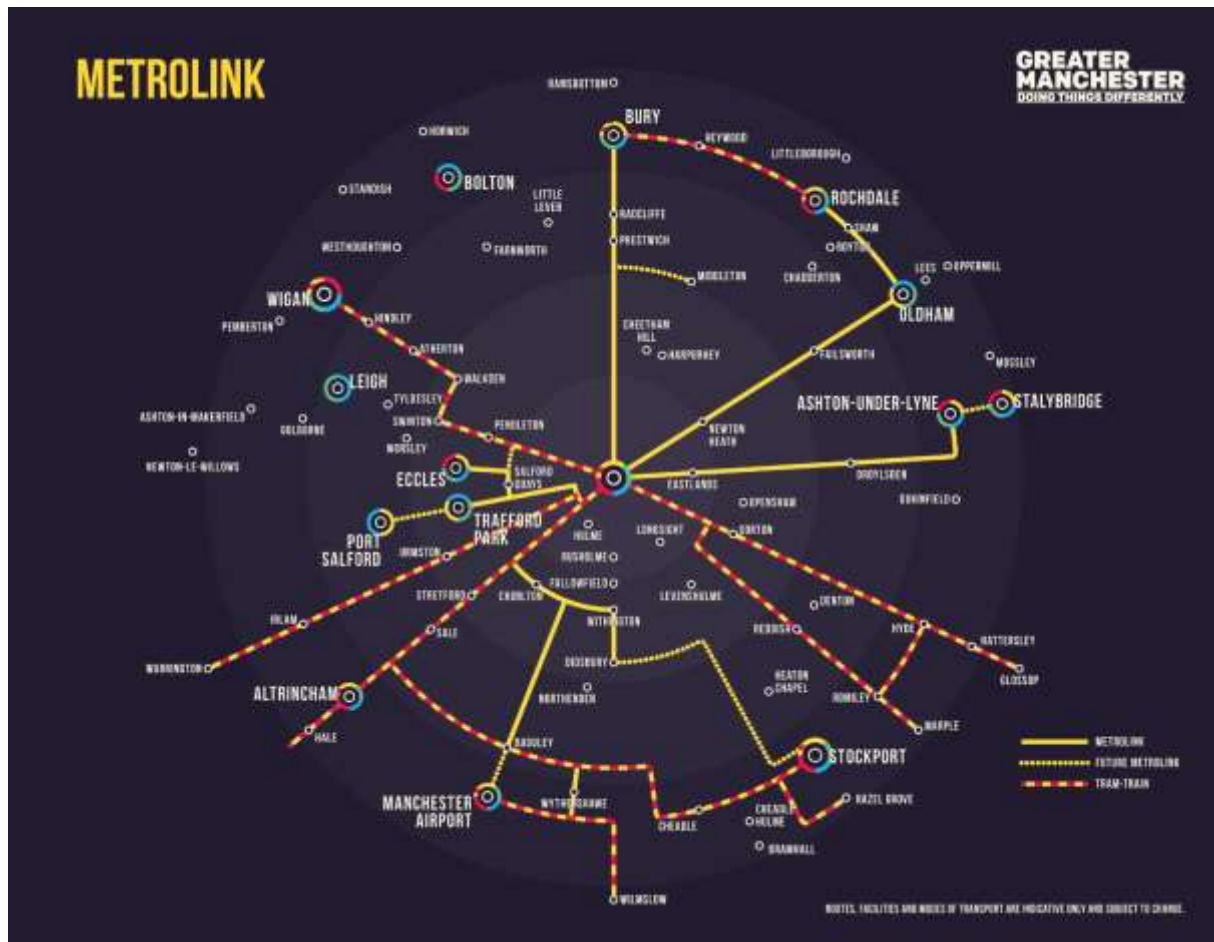 METROLINK
GREATER
MANCHESTER
DOING THINGS DIFFERENTLY
RAMSBOTTOM
BURY
HEYWOOD
HORWICH
LITTLEBOROUGH
BOLTON
STANDISH
LITTLE
LEVER
ROCHDALE
RADCLIFFE
SHAW
PRESTWICH
WESTHOUGHTON
FARNWORTH
ROYTON
CHADDERTON
LEES
UPPERMILL
MIDDLETON
WIGAN
OLDHAM
PEMBERTON
HINDLEY
CHEETHAM
HILL
HARPURHEY
ATHERTON
FAILSWORTH
MOSSLEY
WALKDEN
LEIGH
TYLDESLEY
ASHTON-UNDER-LYNE
STALYBRIDGE
ASHTON-IN-MAKERFIELD
GOLBORNE
SWINTON
PENDLETON
NEWTON
HEATH
WORSLEY
NEWTON-LE-WILLOWS
ECCLES
SALFORD
QUAYS
EASTLANDS
DROYLSDEN
DUKINFIELD
OPENSHAW
TRAFFORD
PARK
PORT
SALFORD
HULME
LONGSIGHT
GORTON
URMSTON
RUSHOLME
FALLOWFIELD
LEVENSHULME
STRETFORD
CHORLTON
DENTON
WITHINGTON
IRLAM
SALE
REDDISH
HYDE
HATTERSLEY
WARRINGTON
DIDSBURY
GLOSSOP
ALTRINCHAM
NORTHENDEN
HEATON
CHAPEL
ROMILEY
HALE
MARPLE
BAGULEY
STOCKPORT
METROLINK
FUTURE METROLINK
TRAM-TRAIN
MANCHESTER
AIRPORT
WYTHENSHAWE
CHEADLE
CHEADLE
HULME
HAZEL GROVE
BRAMHALL
WILMSLOW
ROUTES, FACILITIES AND MODES OF TRANSPORT ARE INDICATIVE ONLY AND SUBJECT TO CHANGE.